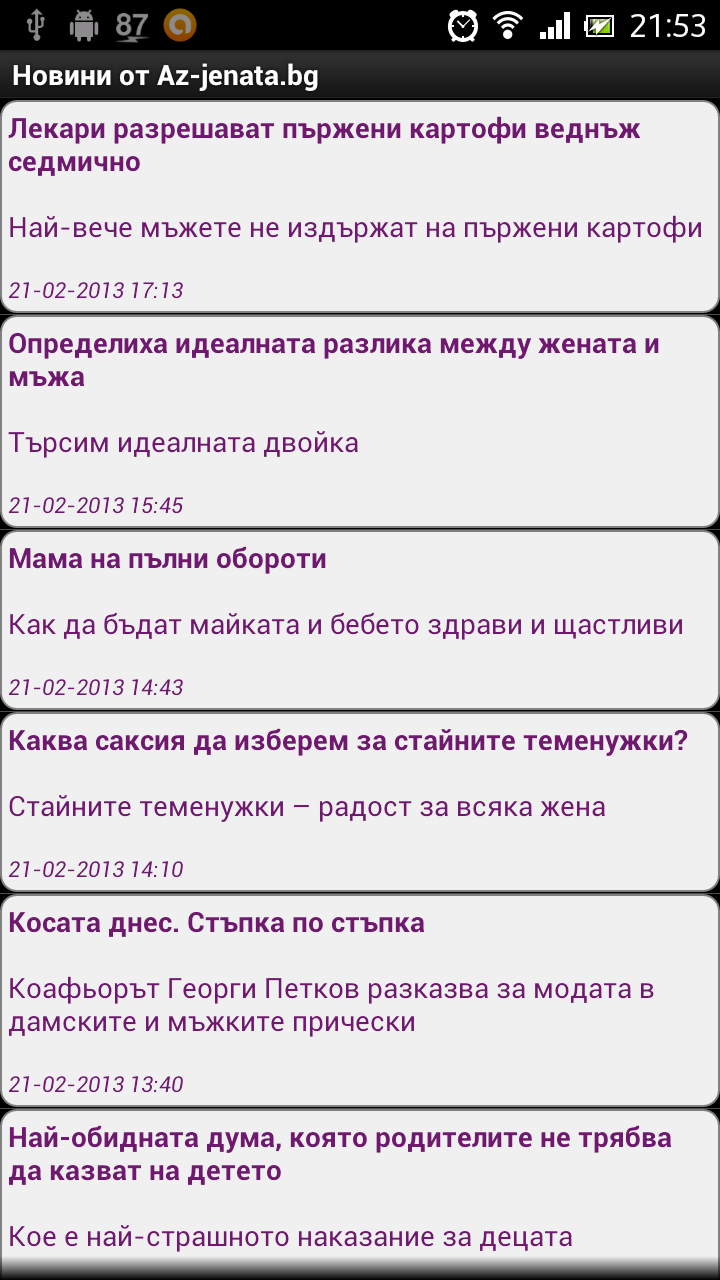 87
21:53
Новини от Az-jenata.bg
Лекари разрешават пържени картофи веднъж
седмично
Най-вече мъжете не издържат на пържени картофи
21-02-2013 17:13
Определиха идеалната разлика между жената и
мъжа
Търсим идеалната двойка
21-02-2013 15:45
Мама на пълни обороти
Как да бъдат майката и бебето здрави и щастливи
21-02-2013 14:43
Каква саксия да изберем за стайните теменужки?
Стайните теменужки – радост за всяка жена
21-02-2013 14:10
Косата днес. Стъпка по стъпка
Коафьорът Георги Петков разказва за модата в
дамските и мъжките прически
21-02-2013 13:40
Най-обидната дума, която родителите не трябва
да казват на детето
Кое е най-страшното наказание за децата